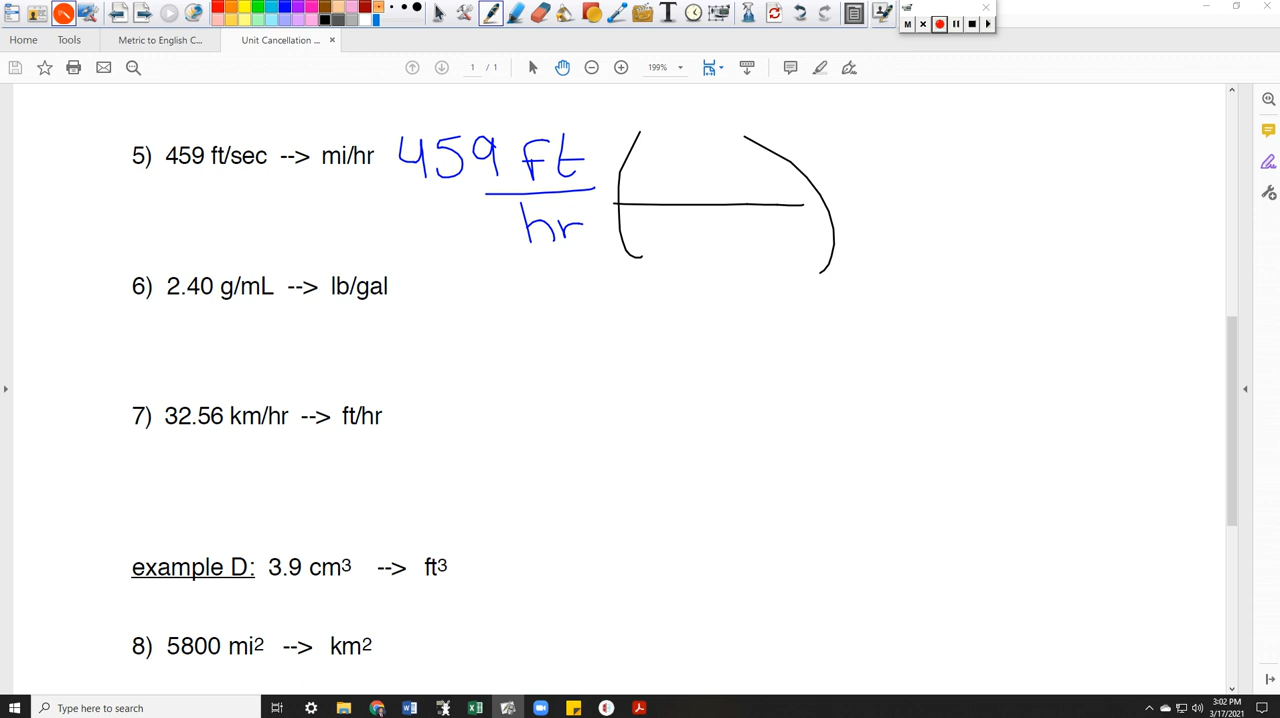 M
Home Tools Metric to English C... Unit Cancellation ... ×
1 / 1 199%
5) 459 ft/sec --> mi/hr 459 ft
hr
6) 2.40 g/mL --> lb/gal
7) 32.56 km/hr --> ft/hr
example D: 3.9 cm3 --> ft3
8) 5800 mi2 --> km2
Type here to search
3:02 PM
3/17/2021